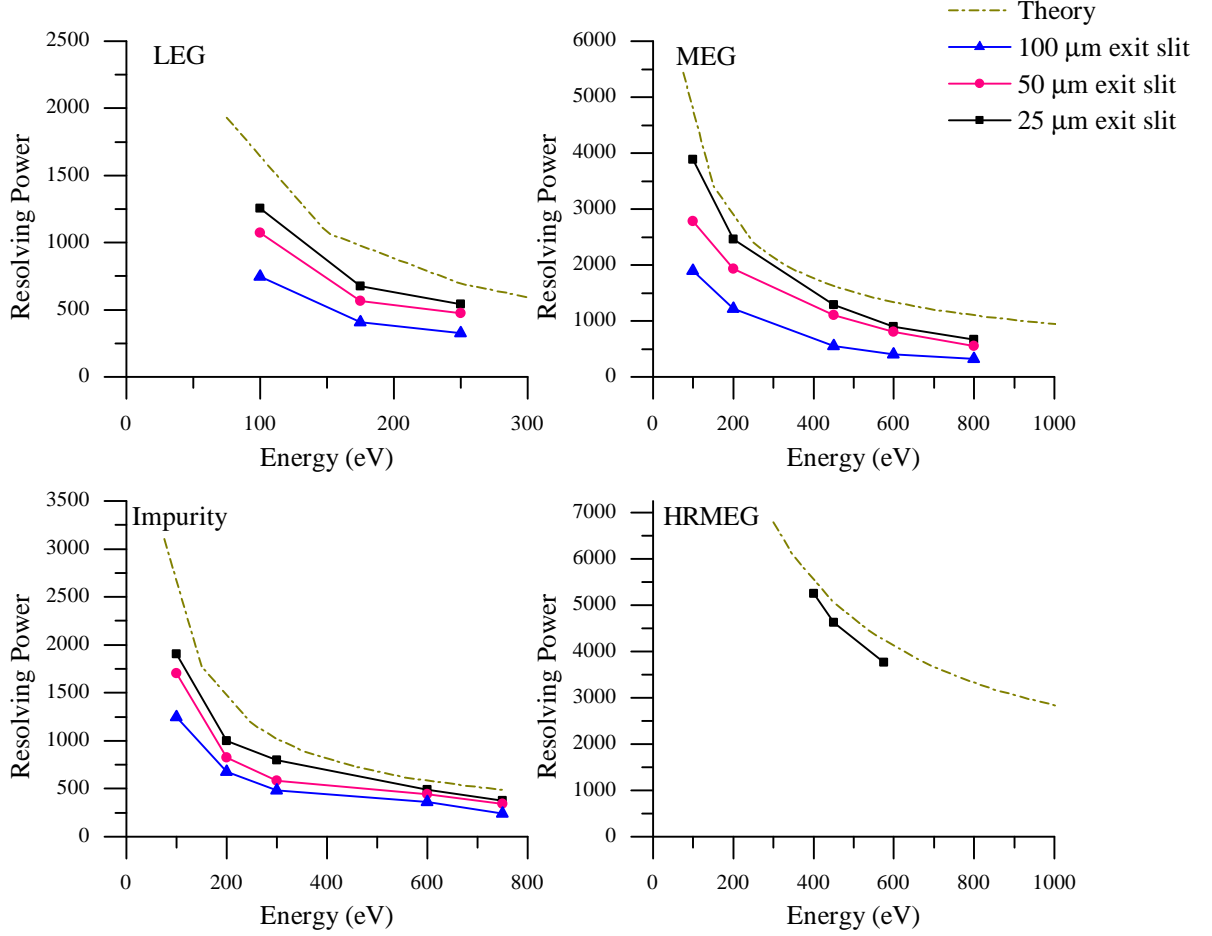 Theory
100 μm exit slit
50 μm exit slit
25 μm exit slit
LEG
2500
2000
1500
1000
500
0
Resolving Power
0 100 200 300
Energy (eV)
MEG
6000
5000
4000
3000
2000
1000
0
Resolving Power
0 200 400 600 800 1000
Energy (eV)
Impurity
3500
3000
2500
2000
1500
1000
500
0
Resolving Power
0 200 400 600 800
Energy (eV)
HRMEG
7000
6000
5000
4000
3000
2000
1000
0
Resolving Power
0 200 400 600 800 1000
Energy (eV)